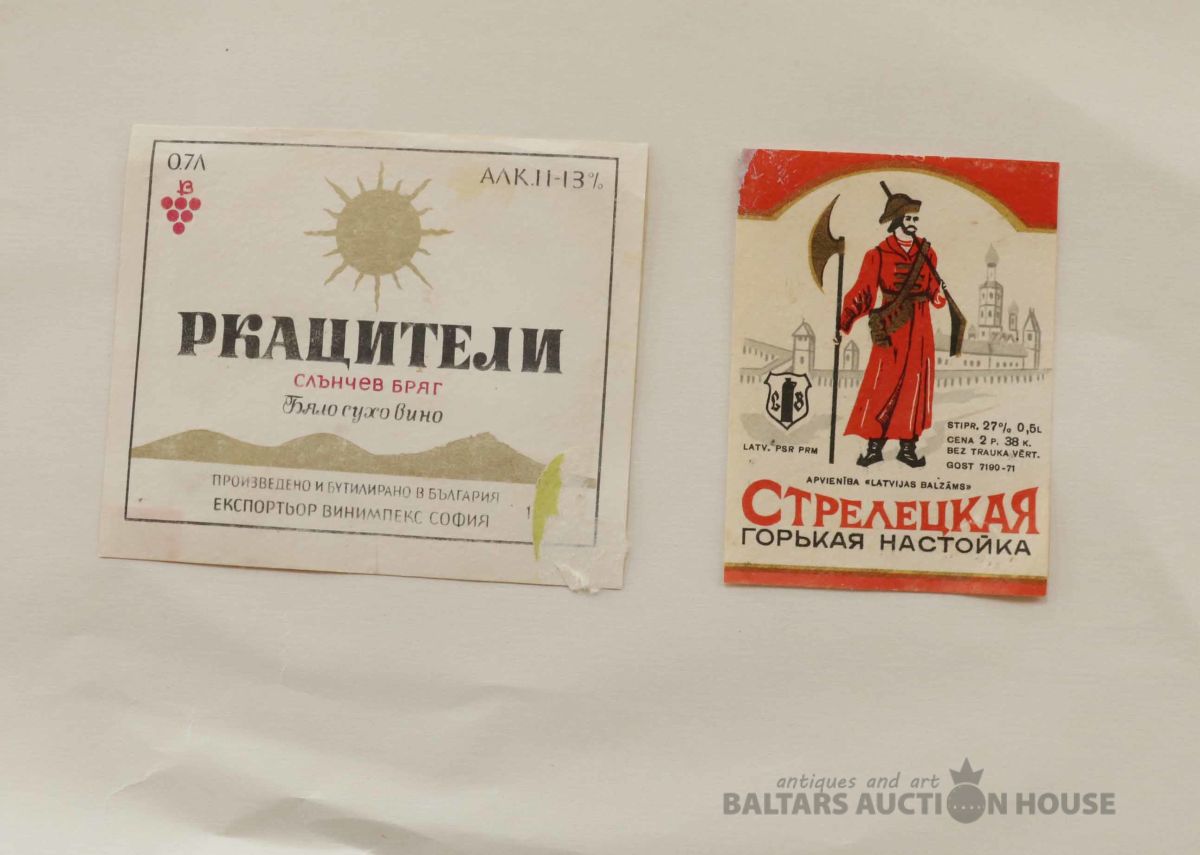 0.7Л
АЛК.11-13%
РКАЦИТЕЛИ
СЛЪНЧЕВ БРЯГ
Бяло сухо вино
ПРОИЗВЕДЕНО И БУТИЛИРАНО В БЪЛГАРИЯ
ЕКСПОРТЬОР ВИНИМПЕКС СОФИЯ
L B
LATV. PSR PRM
STIPR. 27% 0,5L
CENA 2 P. 38 K.
BEZ TRAUKA VĒRT.
GOST 7190-71
APVIENĪBA «LATVIJAS BALZĀMS»
СТРЕЛЕЦКАЯ
ГОРЬКАЯ НАСТОЙКА
antiques and art
BALTARS AUCTION HOUSE